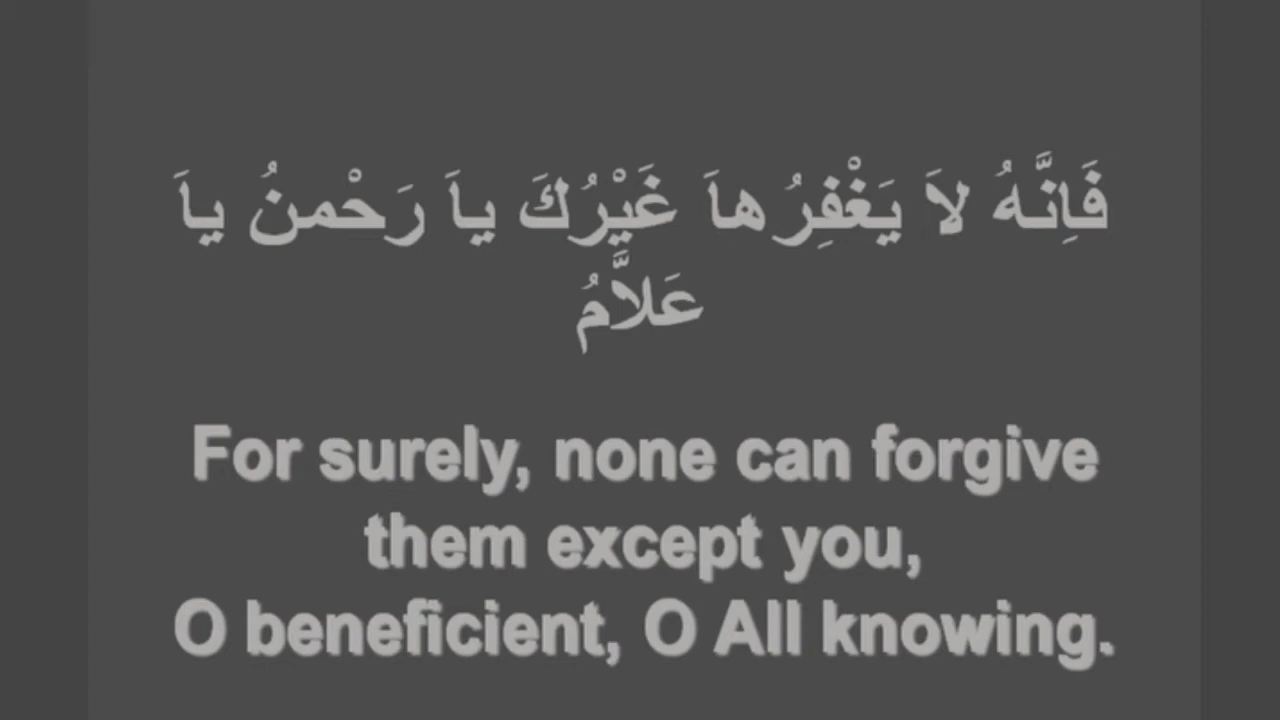 فَاِنَّهُ لاَ يَغْفِرُهاَ غَيْرُكَ ياَ رَحْمنُ ياَ
عَلاَّمُ
For surely, none can forgive
them except you,
O beneficient, O All knowing.